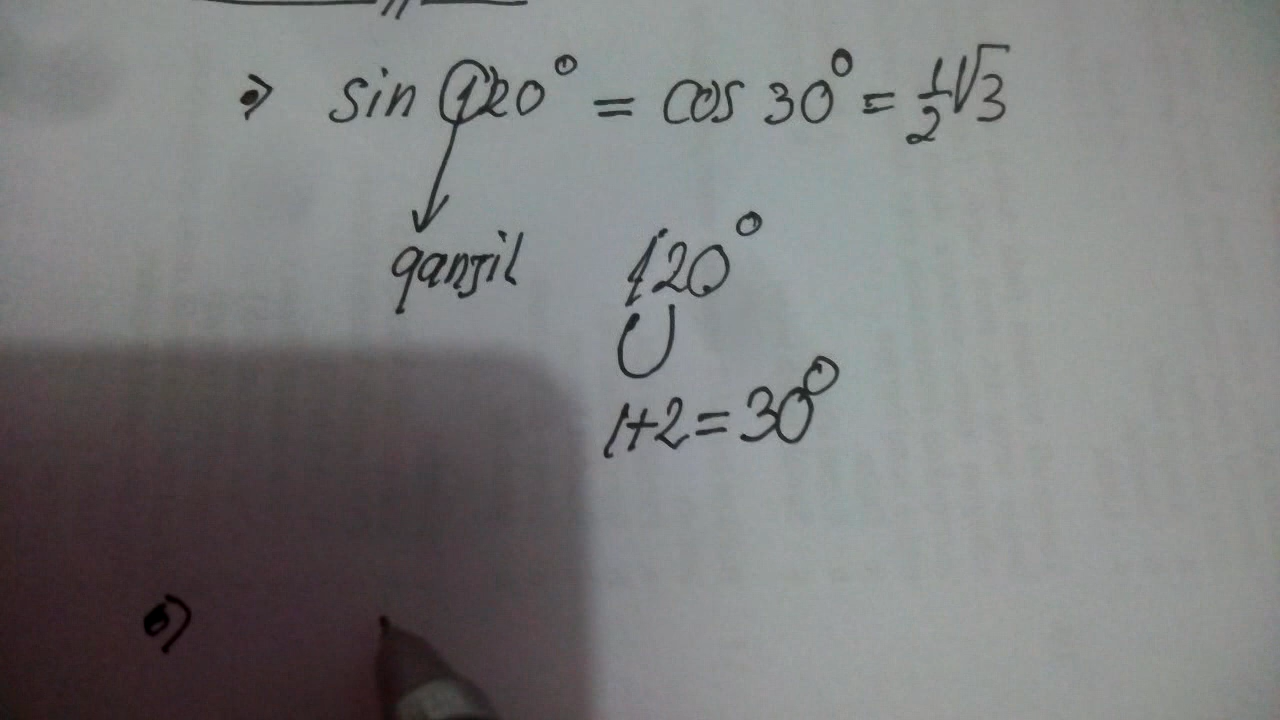 sin 120° = cos 30° = 1/2 √3
ganjil
120°
1+2 = 30°